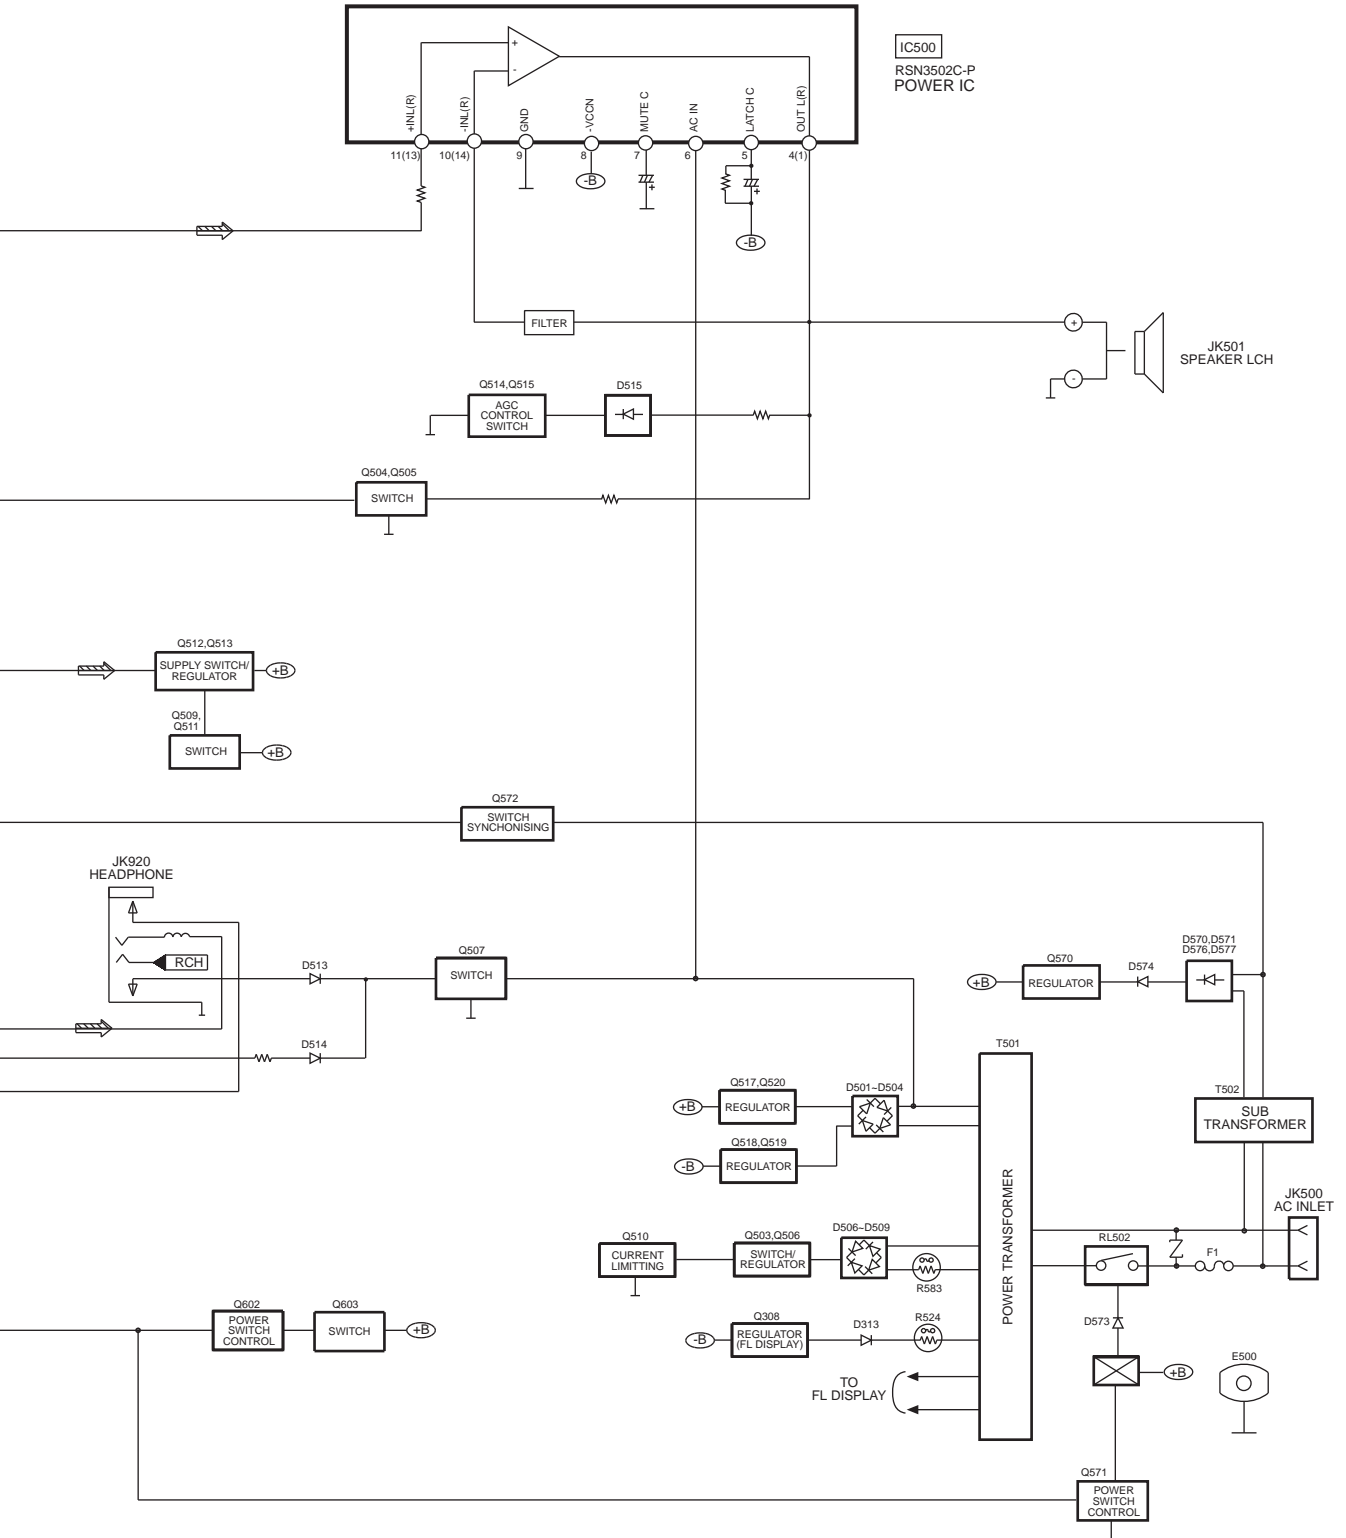 IC500
RSN3502C-P
POWER IC
+
-
+INL(R)
-INL(R)
GND
-VCCN
MUTE C
AC IN
LATCH C
OUT L(R)
11(13)
10(14)
9
8
7
6
5
4(1)
-B
+
+
-B
FILTER
+
-
JK501
SPEAKER LCH
Q514,Q515
AGC
CONTROL
SWITCH
D515
Q504,Q505
SWITCH
Q512,Q513
SUPPLY SWITCH/
REGULATOR
+B
Q509,
Q511
SWITCH
+B
Q572
SWITCH
SYNCHONISING
JK920
HEADPHONE
RCH
D513
Q507
SWITCH
D514
+B
Q570
REGULATOR
D574
D570,D571
D576,D577
T501
POWER TRANSFORMER
T502
SUB
TRANSFORMER
+B
Q517,Q520
REGULATOR
D501~D504
-B
Q518,Q519
REGULATOR
JK500
AC INLET
Q510
CURRENT
LIMITTING
Q503,Q506
SWITCH/
REGULATOR
D506~D509
R583
RL502
F1
Q602
POWER
SWITCH
CONTROL
Q603
SWITCH
+B
-B
Q308
REGULATOR
(FL DISPLAY)
D313
R524
D573
+B
E500
TO
FL DISPLAY
Q571
POWER
SWITCH
CONTROL